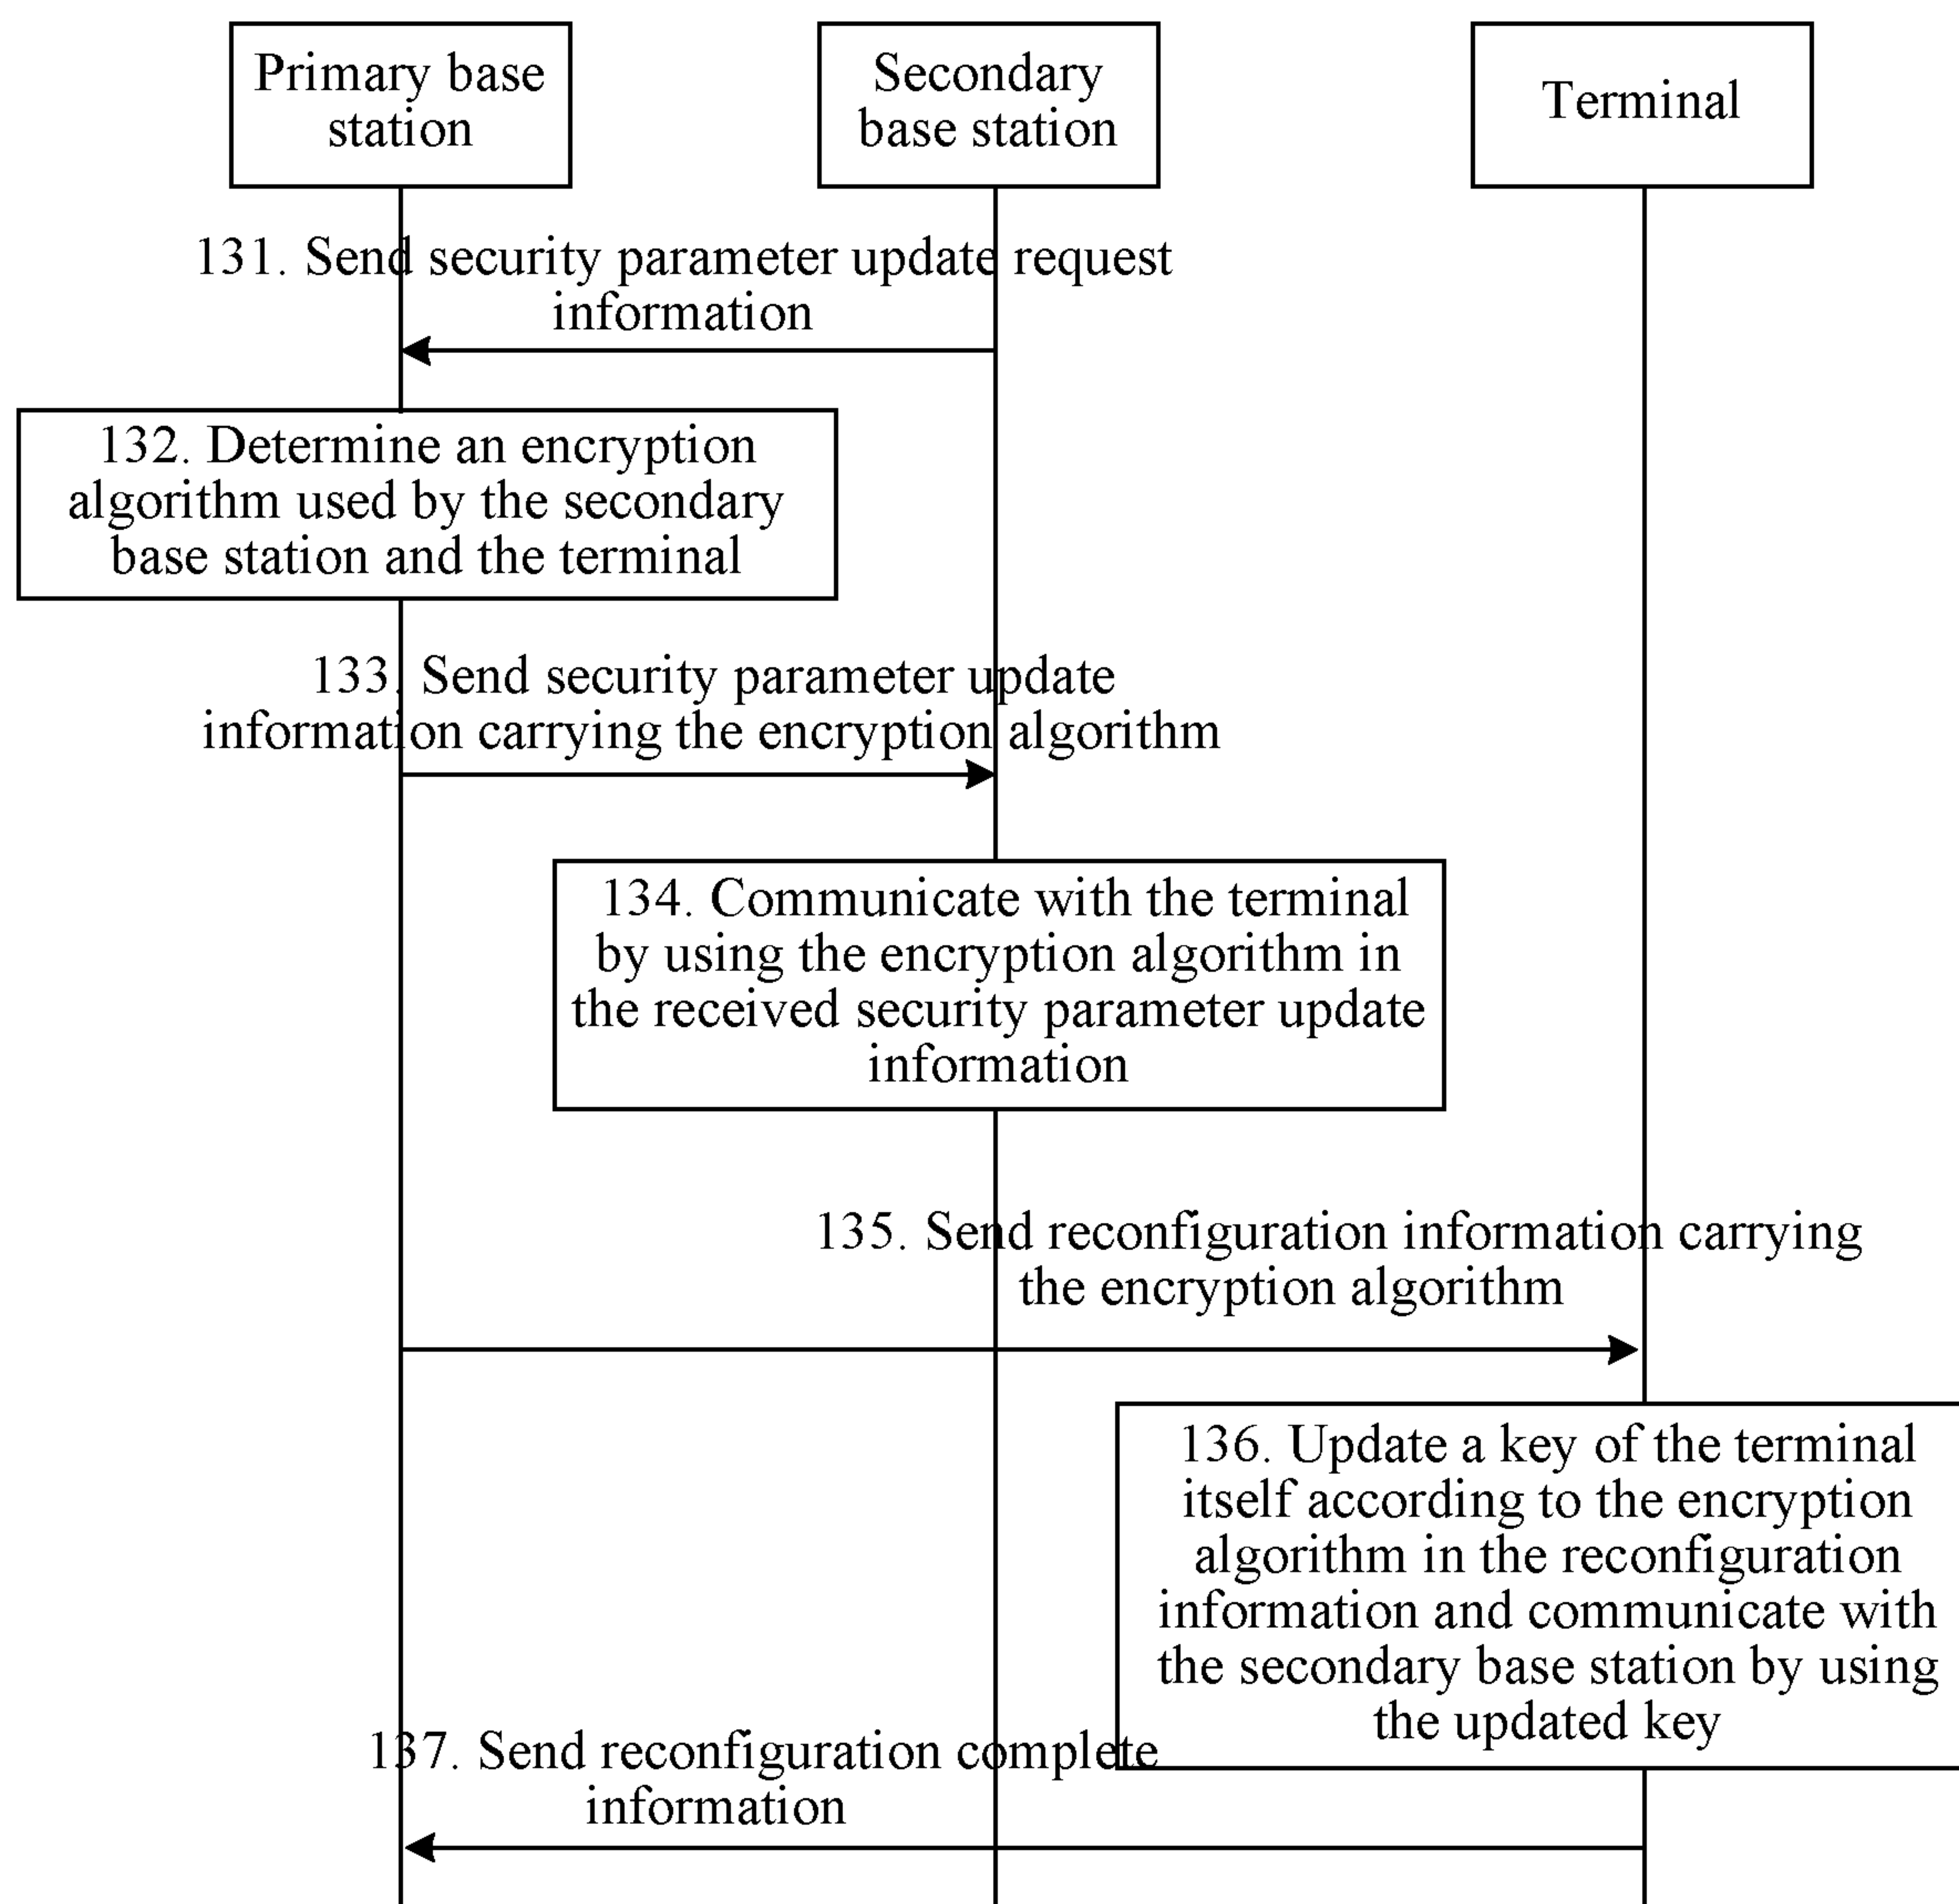 Primary base
station
Secondary
base station
Terminal
131. Send security parameter update request
information
132. Determine an encryption
algorithm used by the secondary
base station and the terminal
133. Send security parameter update
information carrying the encryption algorithm
134. Communicate with the terminal
by using the encryption algorithm in
the received security parameter update
information
135. Send reconfiguration information carrying
the encryption algorithm
136. Update a key of the terminal
itself according to the encryption
algorithm in the reconfiguration
information and communicate with
the secondary base station by using
the updated key
137. Send reconfiguration complete
information